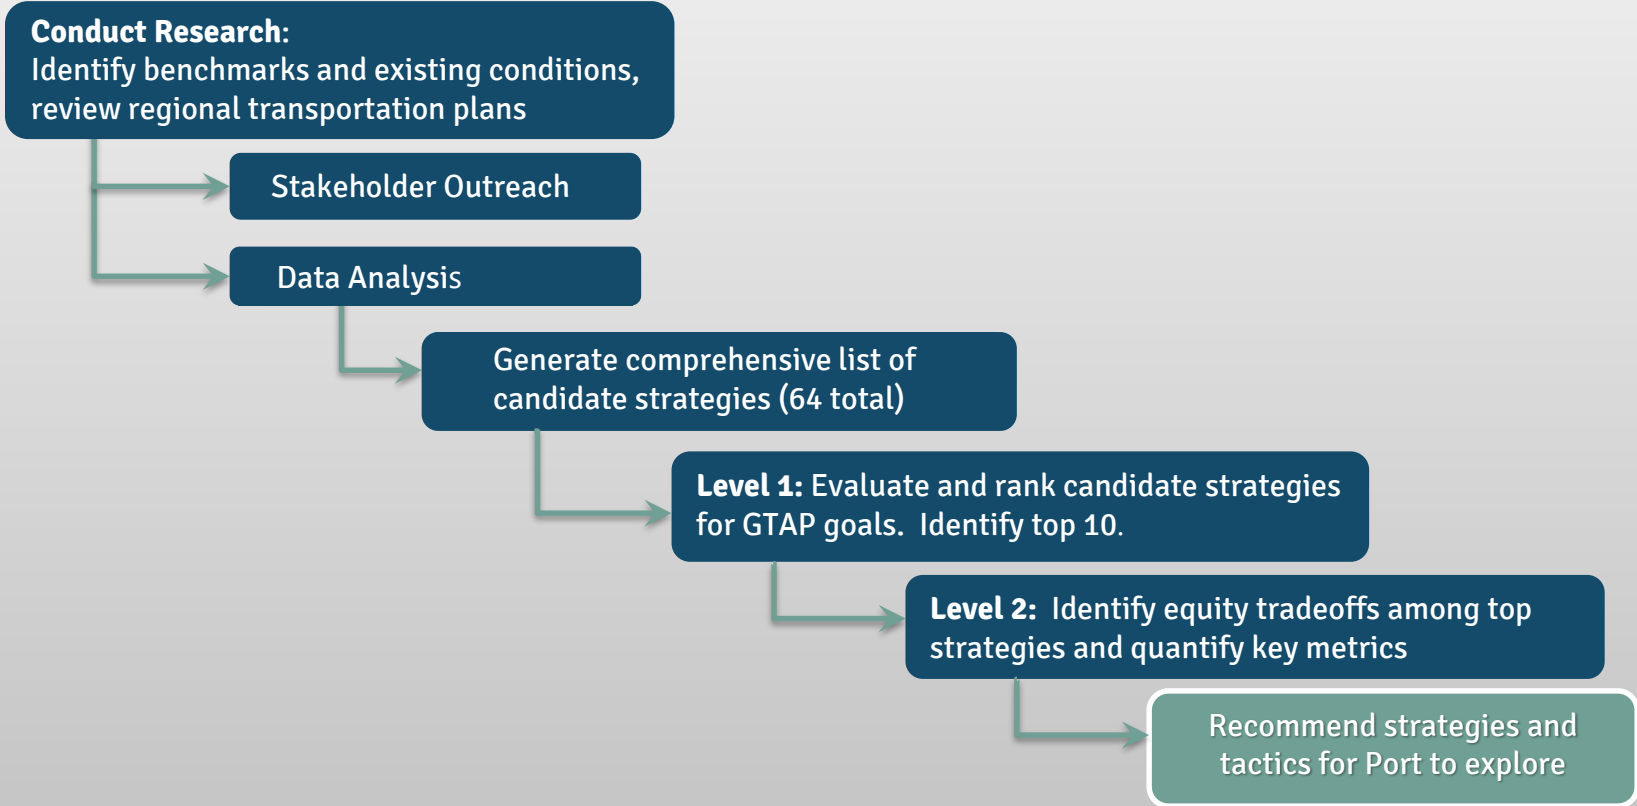 Conduct Research:
Identify benchmarks and existing conditions,
review regional transportation plans
Stakeholder Outreach
Data Analysis
Generate comprehensive list of
candidate strategies (64 total)
Level 1: Evaluate and rank candidate strategies
for GTAP goals.  Identify top 10.
Level 2:  Identify equity tradeoffs among top
strategies and quantify key metrics
Recommend strategies and
tactics for Port to explore